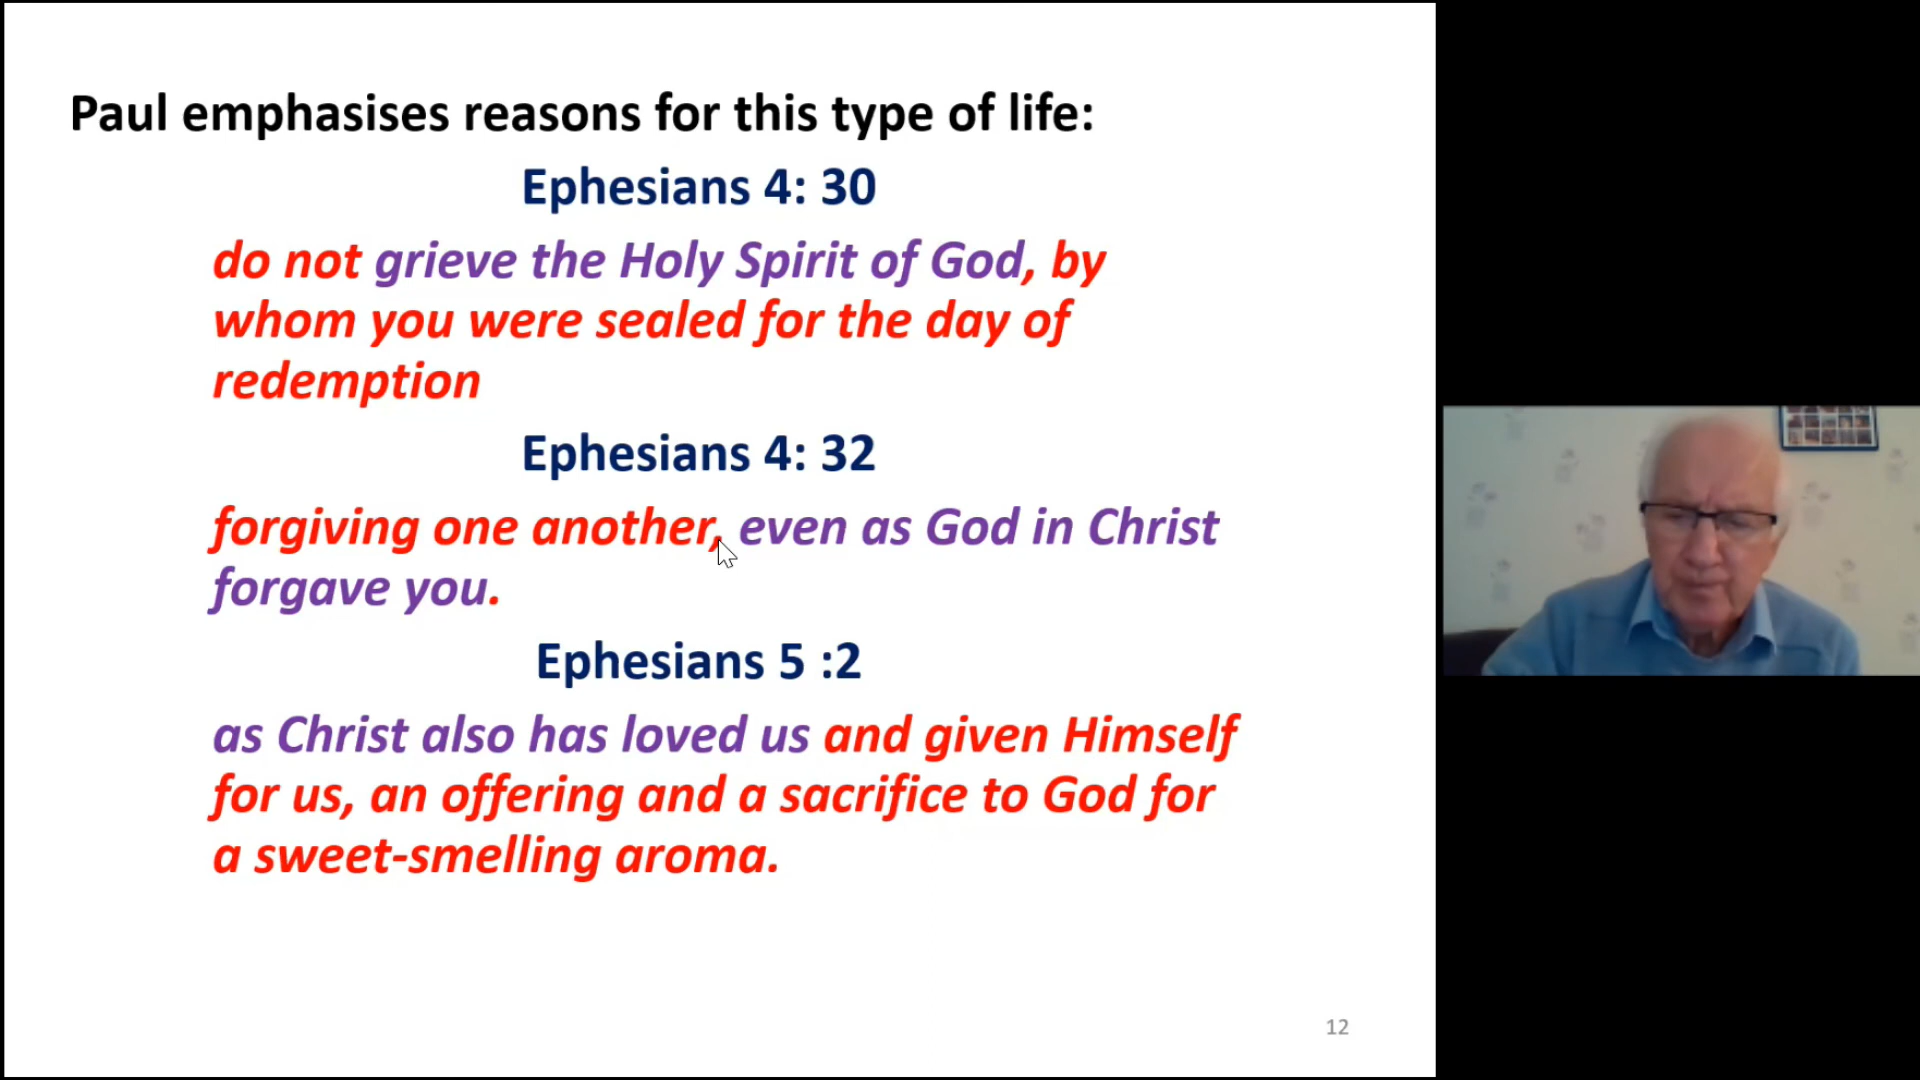 Paul emphasises reasons for this type of life:
Ephesians 4: 30
do not grieve the Holy Spirit of God, by
whom you were sealed for the day of
redemption
Ephesians 4: 32
forgiving one another, even as God in Christ
forgave you.
Ephesians 5 :2
as Christ also has loved us and given Himself
for us, an offering and a sacrifice to God for
a sweet-smelling aroma.
12